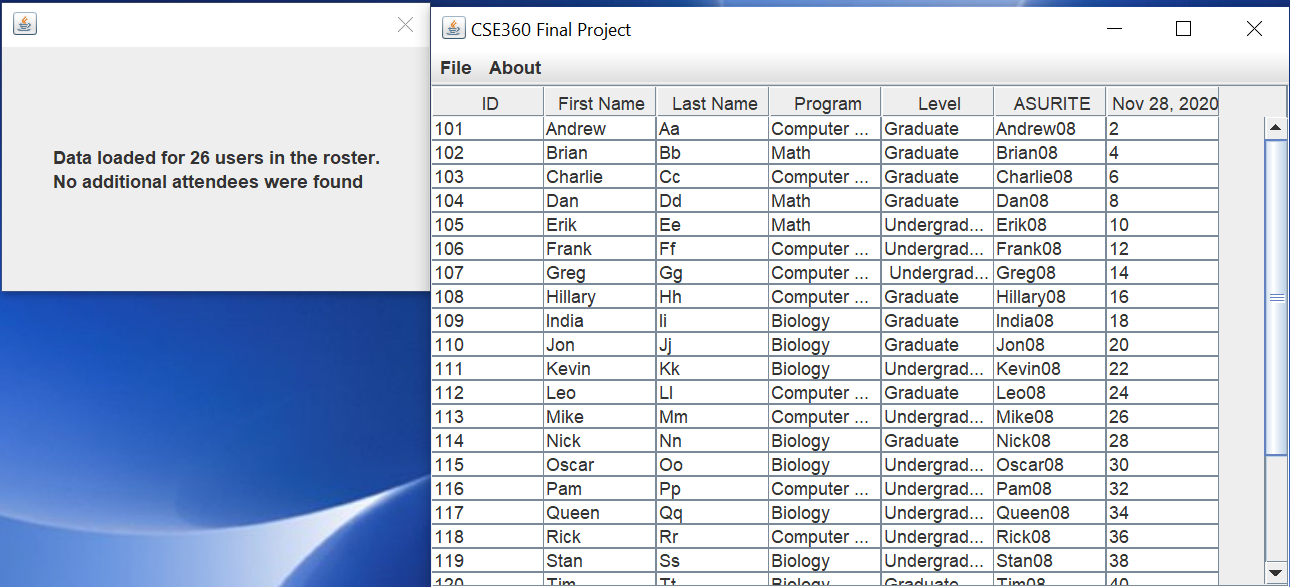 Data loaded for 26 users in the roster.
No additional attendees were found
CSE360 Final Project
File About
ID First Name Last Name Program Level ASURITE Nov 28, 2020
101 Andrew Aa Computer ... Graduate Andrew08 2
102 Brian Bb Math Graduate Brian08 4
103 Charlie Cc Computer ... Graduate Charlie08 6
104 Dan Dd Math Graduate Dan08 8
105 Erik Ee Math Undergrad... Erik08 10
106 Frank Ff Computer ... Undergrad... Frank08 12
107 Greg Gg Computer ... Undergrad... Greg08 14
108 Hillary Hh Computer ... Graduate Hillary08 16
109 India Ii Biology Graduate India08 18
110 Jon Jj Biology Graduate Jon08 20
111 Kevin Kk Biology Undergrad... Kevin08 22
112 Leo Ll Computer ... Graduate Leo08 24
113 Mike Mm Computer ... Undergrad... Mike08 26
114 Nick Nn Biology Graduate Nick08 28
115 Oscar Oo Biology Undergrad... Oscar08 30
116 Pam Pp Computer ... Undergrad... Pam08 32
117 Queen Qq Biology Undergrad... Queen08 34
118 Rick Rr Computer ... Undergrad... Rick08 36
119 Stan Ss Biology Undergrad... Stan08 38
120 Tim Tt Biology Graduate Tim08 40